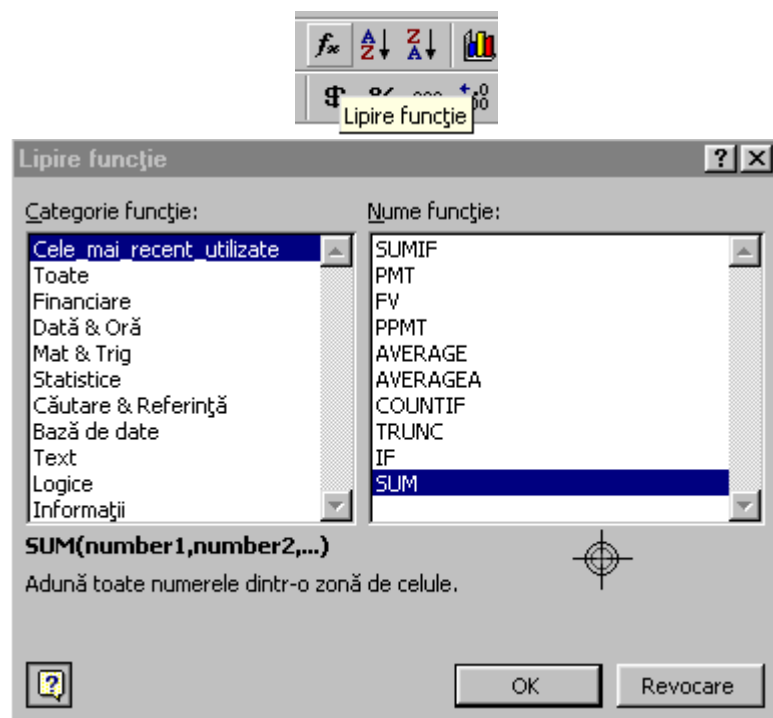 Lipire funcţie
Lipire funcţie
Categorie funcţie:
Cele_mai_recent_utilizate
Toate
Financiare
Dată & Oră
Mat & Trig
Statistice
Căutare & Referinţă
Bază de date
Text
Logice
Informaţii
Nume funcţie:
SUMIF
PMT
FV
PPMT
AVERAGE
AVERAGEA
COUNTIF
TRUNC
IF
SUM
SUM(number1,number2,...)
Adună toate numerele dintr-o zonă de celule.
OK
Revocare